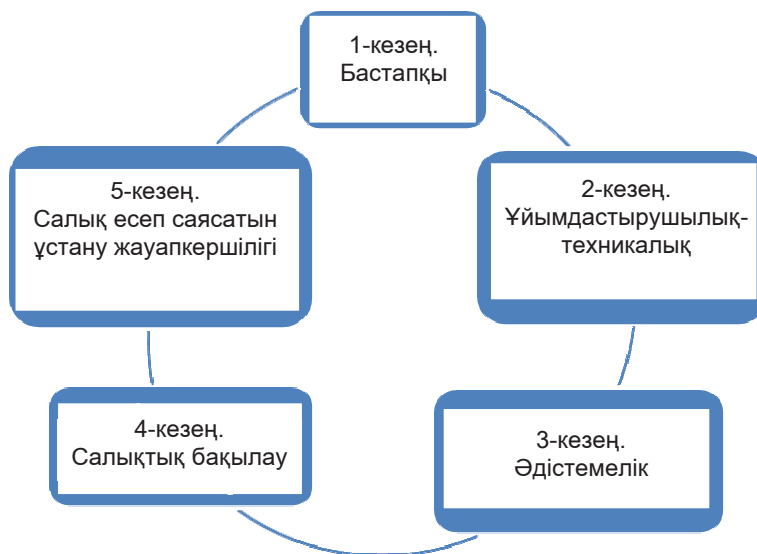 1-кезең.
Бастапқы
2-кезең.
Ұйымдастырушылық-
техникалық
3-кезең.
Әдістемелік
4-кезең.
Салықтық бақылау
5-кезең.
Салық есеп саясатын
ұстану жауапкершілігі